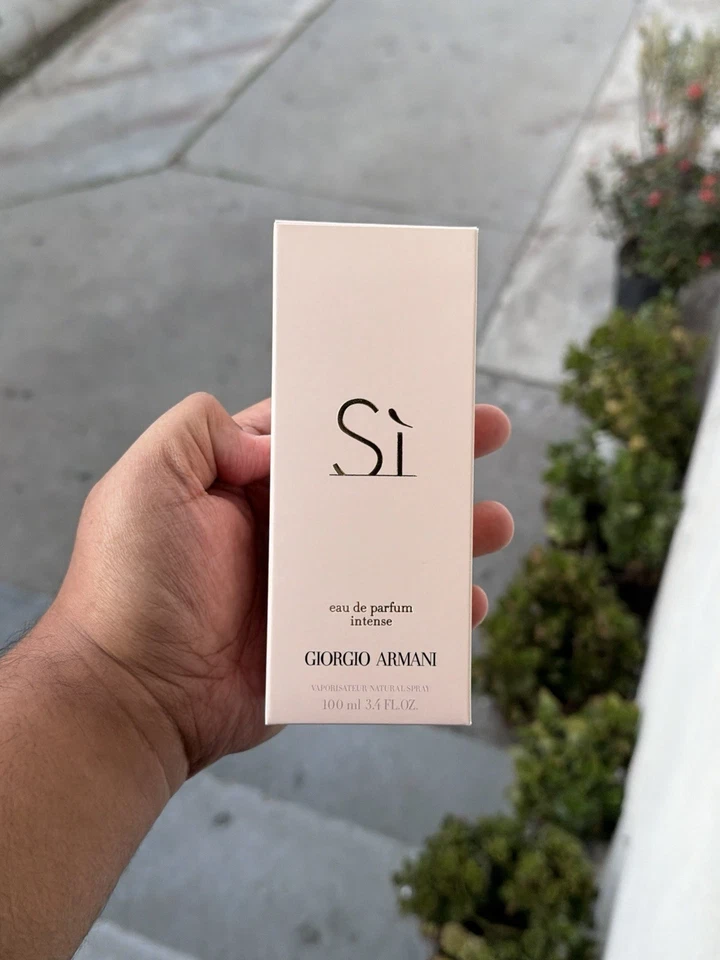 Sì
eau de parfum
intense
GIORGIO ARMANI
VAPORISATEUR NATURAL SPRAY
100 ml 3.4 FL.OZ.